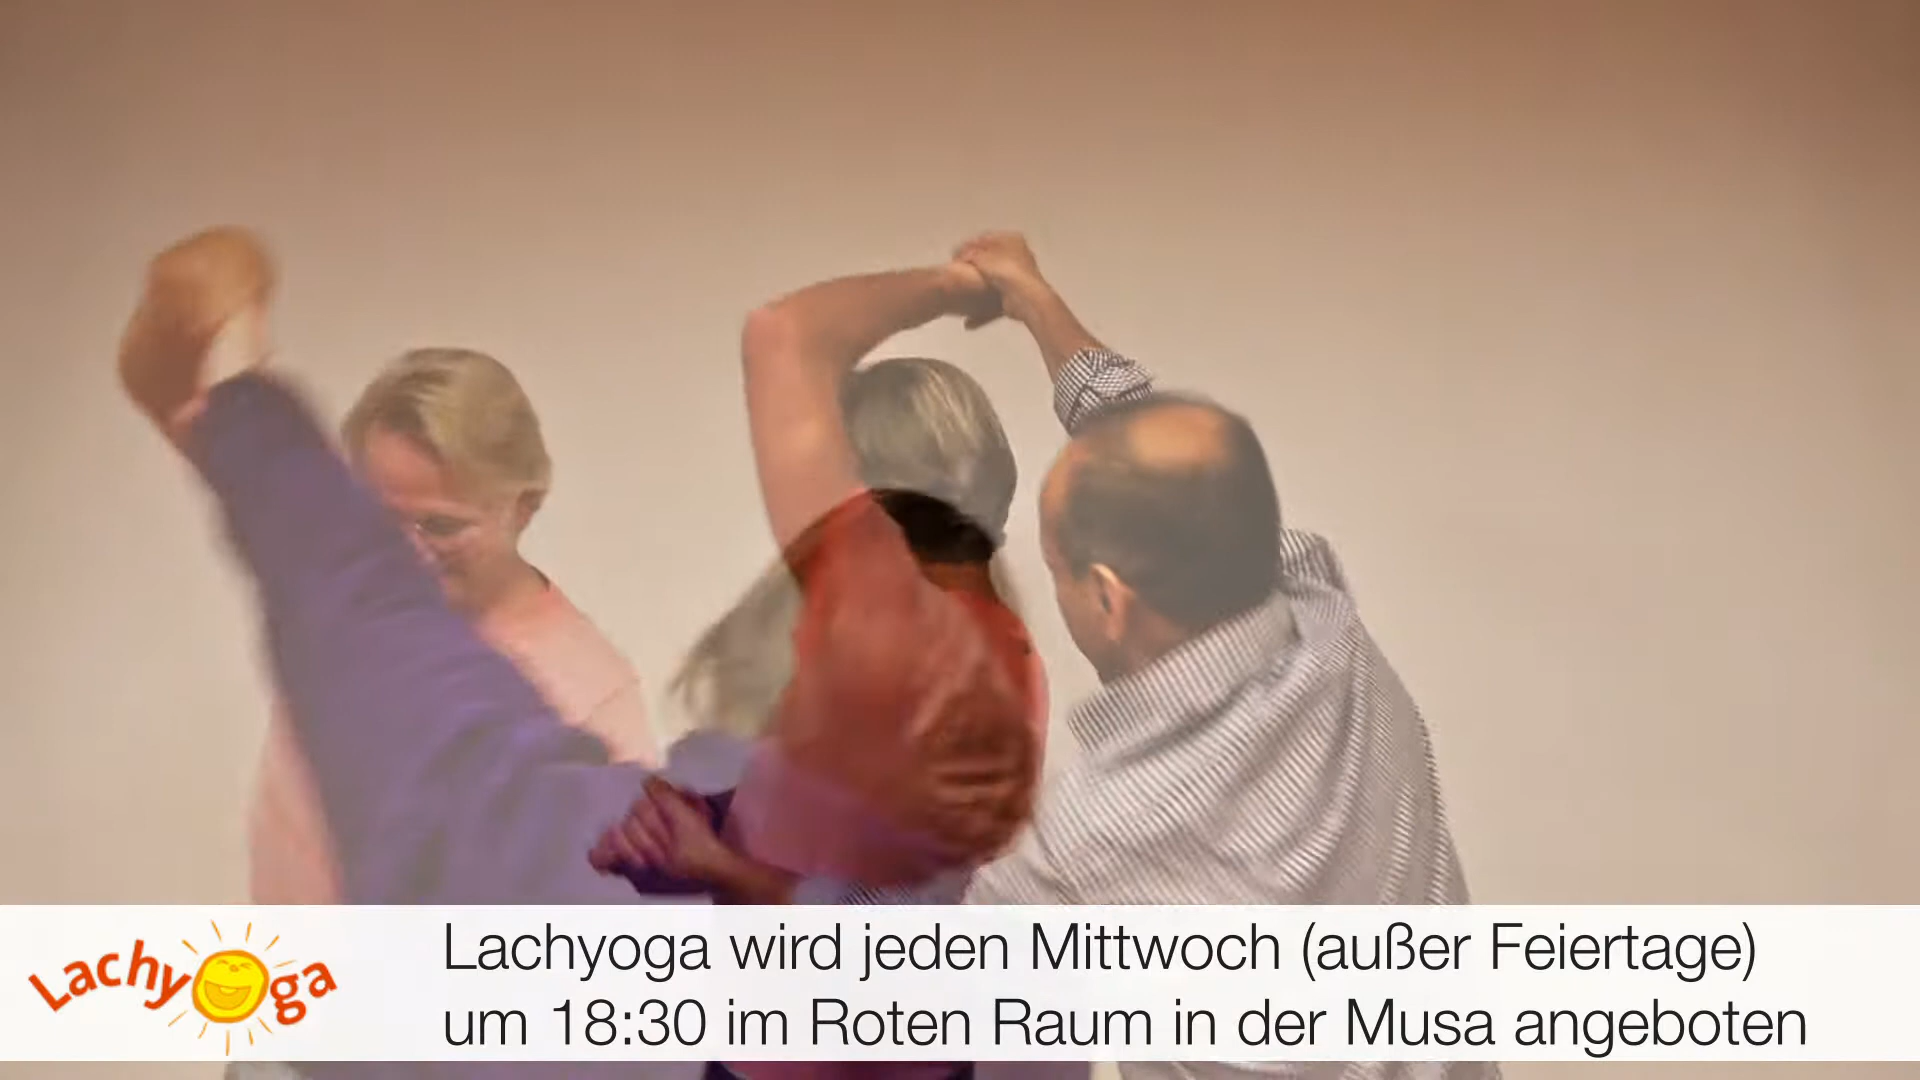 Lachyoga
Lachyoga wird jeden Mittwoch (außer Feiertage)
um 18:30 im Roten Raum in der Musa angeboten